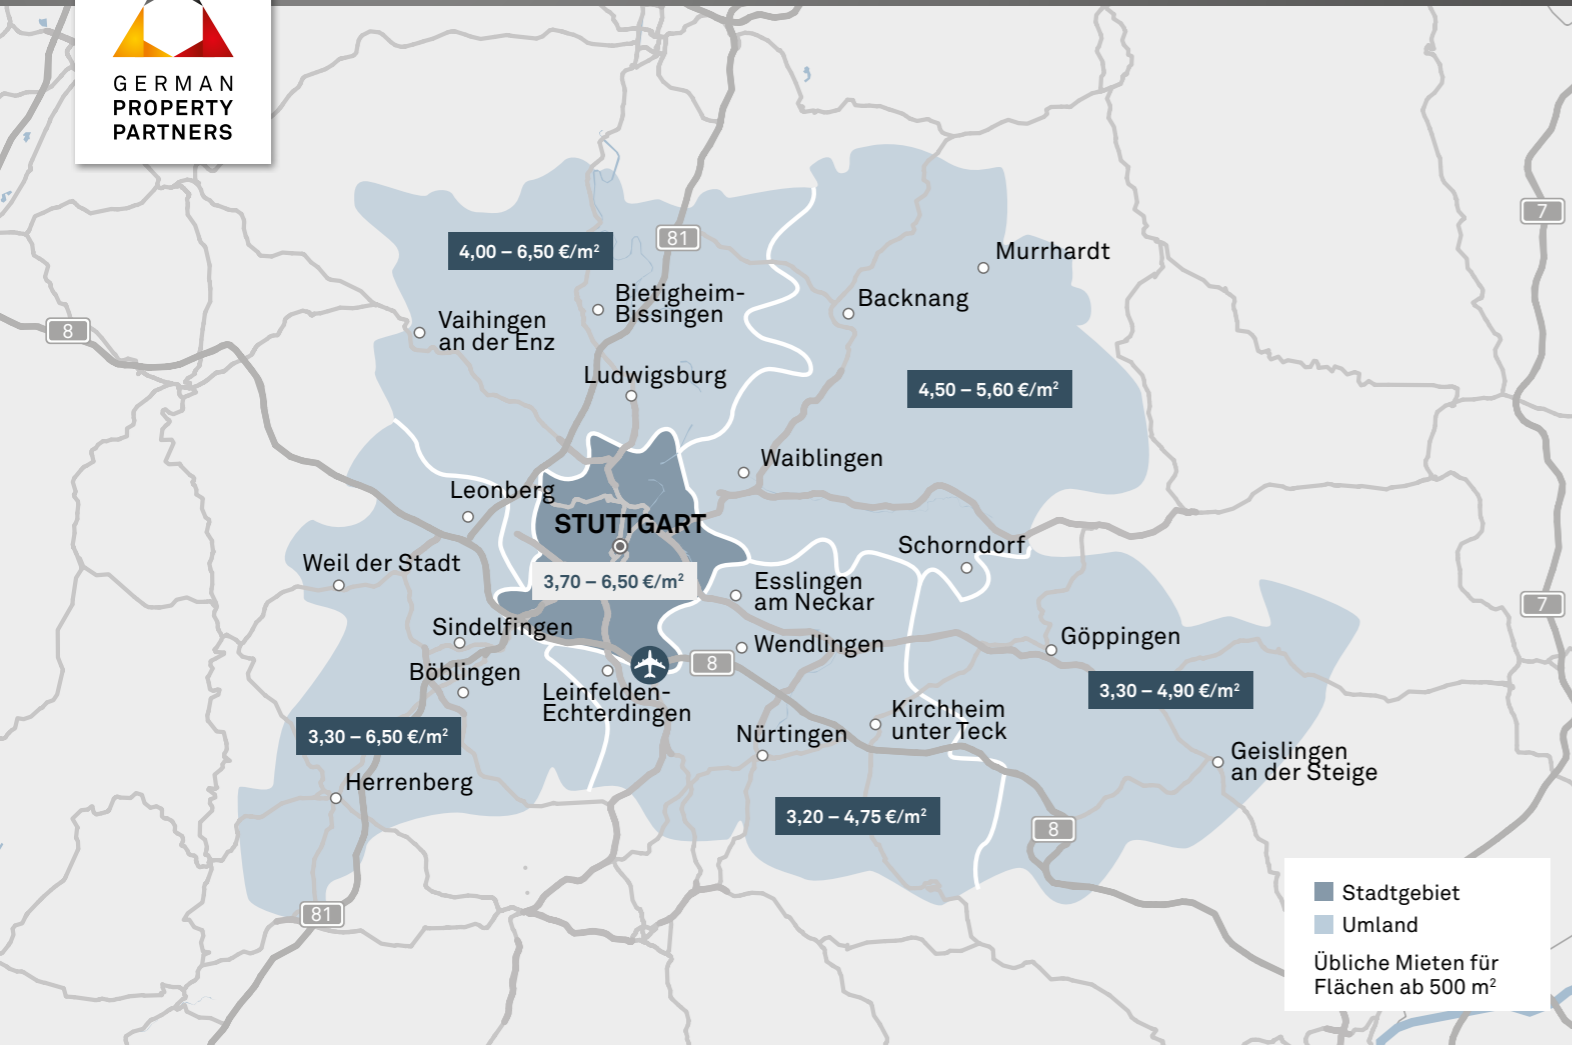 GERMAN
PROPERTY
PARTNERS
81
4,00 – 6,50 €/m²
7
Murrhardt
Bietigheim-
Bissingen
Backnang
Vaihingen
an der Enz
8
Ludwigsburg
4,50 – 5,60 €/m²
Waiblingen
Leonberg
STUTTGART
Schorndorf
Weil der Stadt
3,70 – 6,50 €/m²
Esslingen
am Neckar
7
Sindelfingen
Wendlingen
Göppingen
8
Böblingen
Leinfelden-
Echterdingen
3,30 – 4,90 €/m²
Kirchheim
unter Teck
3,30 – 6,50 €/m²
Nürtingen
Geislingen
an der Steige
Herrenberg
3,20 – 4,75 €/m²
8
81
Stadtgebiet
Umland
Übliche Mieten für
Flächen ab 500 m²